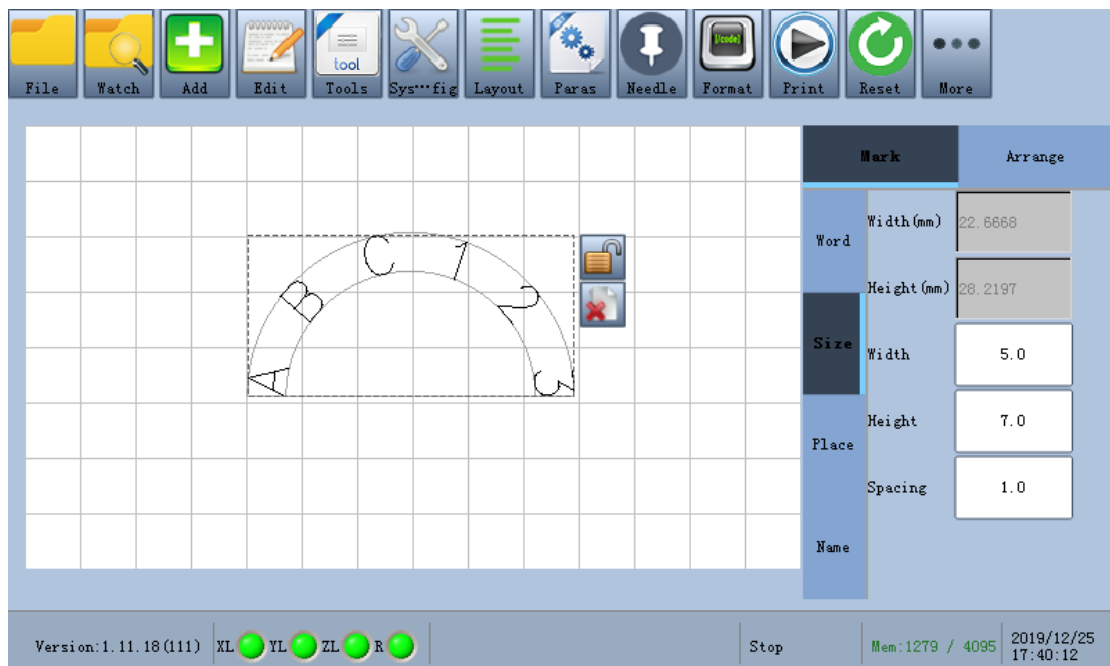 File Watch Add Edit Tools Sys···fig Layout Paras Needle Format Print Reset More
tool
[/code]
Mark Arrange
Word
Size
Place
Name
Width(mm) 22.6668
Height(mm) 28.2197
Width 5.0
Height 7.0
Spacing 1.0
A B C 1 2 3
Version:1.11.18(111) XL YL ZL R Stop Mem:1279 / 4095 2019/12/25
17:40:12